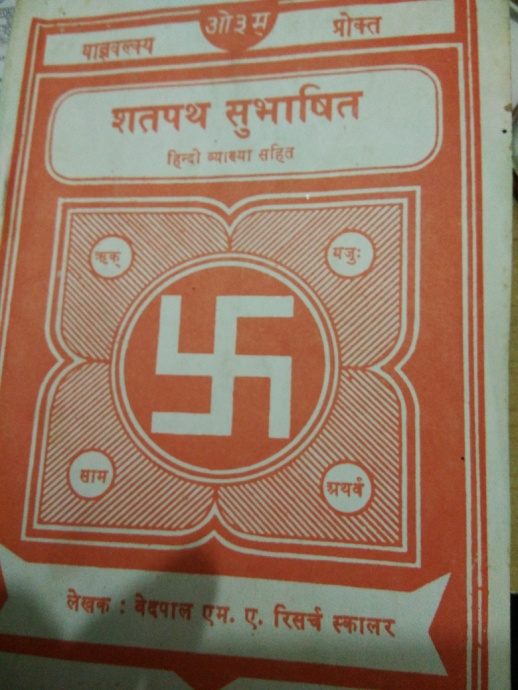 ओ३म्
याज्ञवल्क्य प्रोक्त
शतपथ सुभाषित
हिन्दी व्याख्या सहित
ऋक् यजुः
साम अथर्व
लेखक : वेदपाल एम. ए. रिसर्च स्कालर